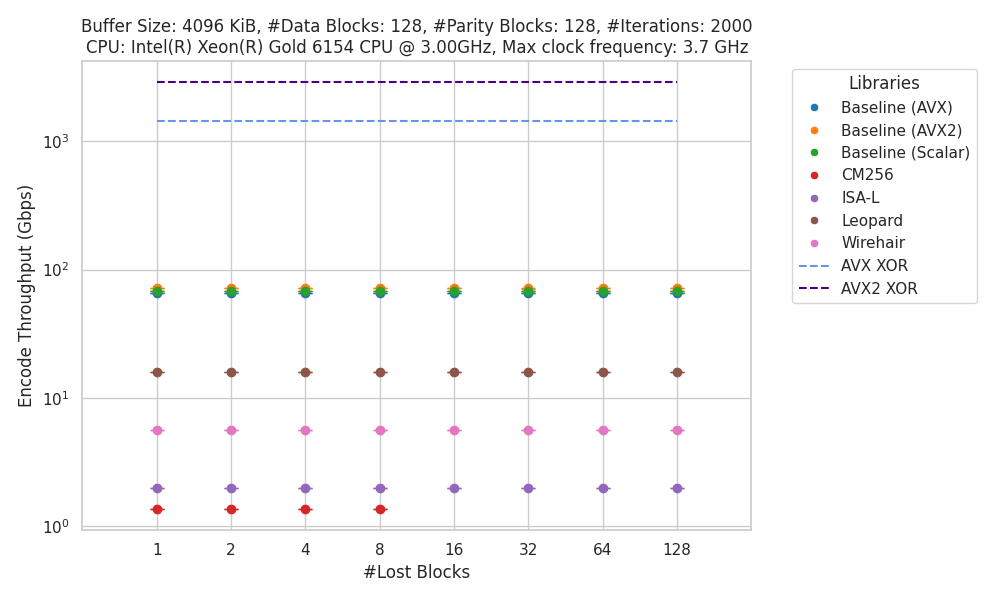 Buffer Size: 4096 KiB, #Data Blocks: 128, #Parity Blocks: 128, #Iterations: 2000
CPU: Intel(R) Xeon(R) Gold 6154 CPU @ 3.00GHz, Max clock frequency: 3.7 GHz
Encode Throughput (Gbps)
10³
10²
10¹
10⁰
1 2 4 8 16 32 64 128
#Lost Blocks
Libraries
Baseline (AVX)
Baseline (AVX2)
Baseline (Scalar)
CM256
ISA-L
Leopard
Wirehair
AVX XOR
AVX2 XOR